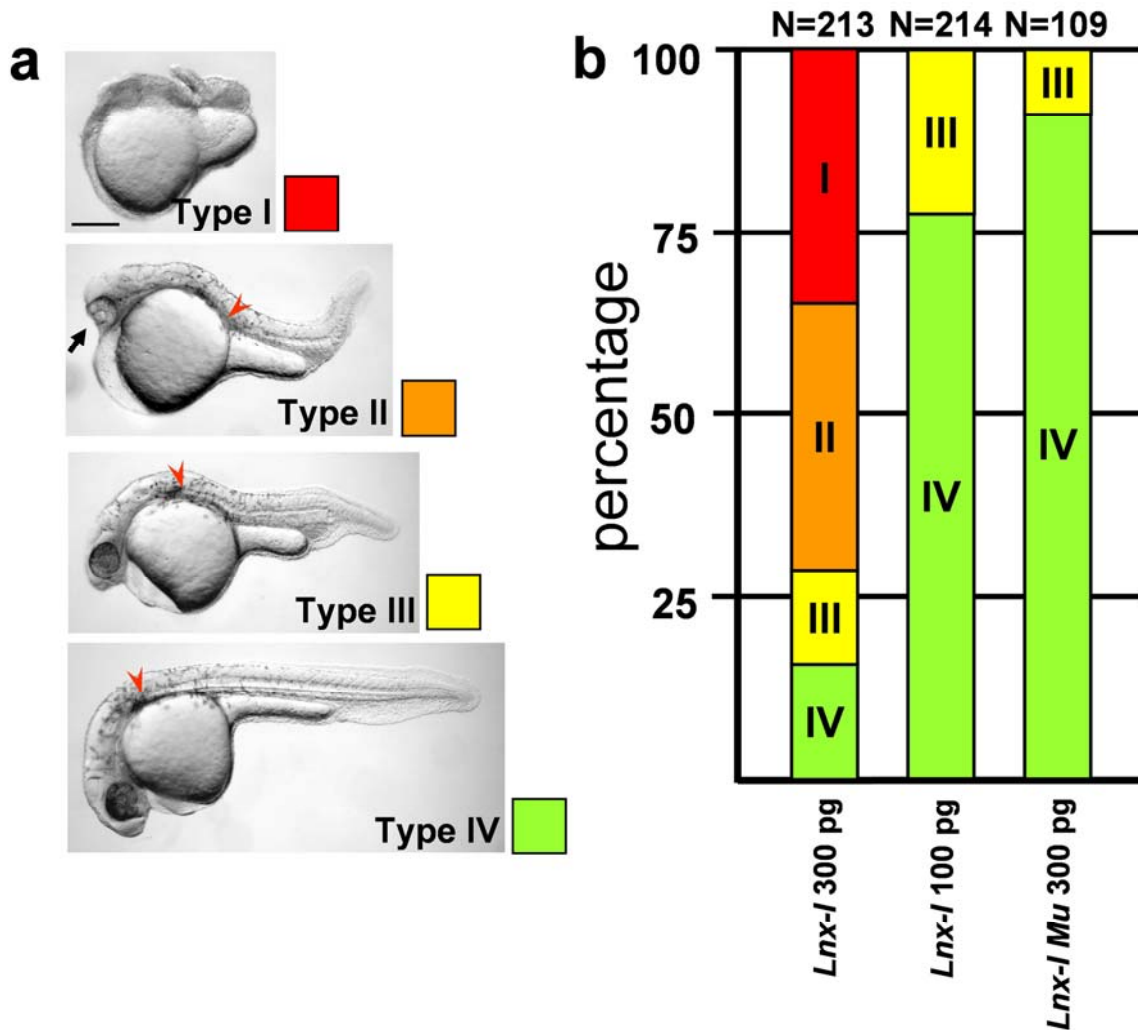 a
Type I
Type II
Type III
Type IV
b
N=213 N=214 N=109
percentage
100
75
50
25
I
II
III
IV
III
IV
III
IV
Lnx-l 300 pg
Lnx-l 100 pg
Lnx-l Mu 300 pg